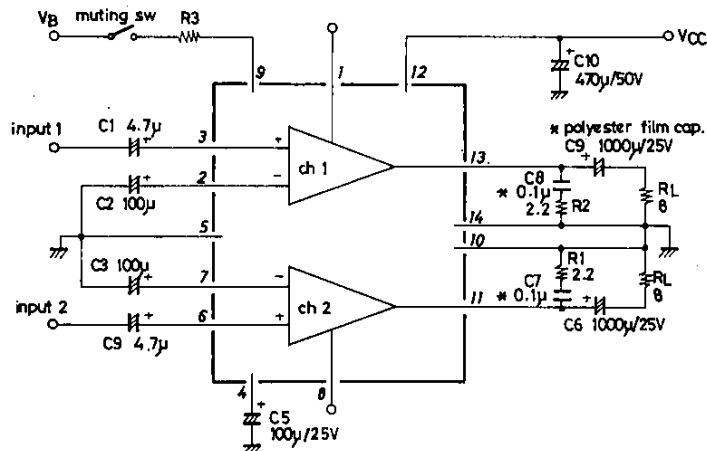 VB
muting sw
R3
9
1
12
VCC
+
C10
470μ/50V
input 1
C1 4.7μ
+
3
+
ch 1
2
−
+
C2 100μ
5
* polyester film cap.
C9 1000μ/25V
+
13
C8
* 0.1μ
2.2 R2
RL
8
14
10
R1
2.2
C7
* 0.1μ
RL
8
11
+
C6 1000μ/25V
C3 100μ
+
7
−
ch 2
input 2
+
6
+
C9 4.7μ
4
8
+
C5
100μ/25V